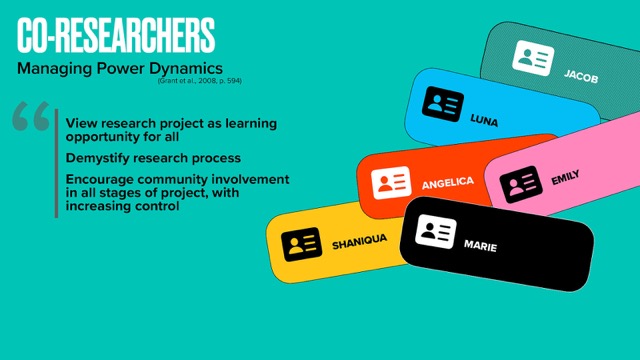 CO-RESEARCHERS
Managing Power Dynamics
(Grant et al., 2008, p. 594)
“
View research project as learning
opportunity for all
Demystify research process
Encourage community involvement
in all stages of project, with
increasing control
JACOB
LUNA
ANGELICA
EMILY
SHANIQUA
MARIE